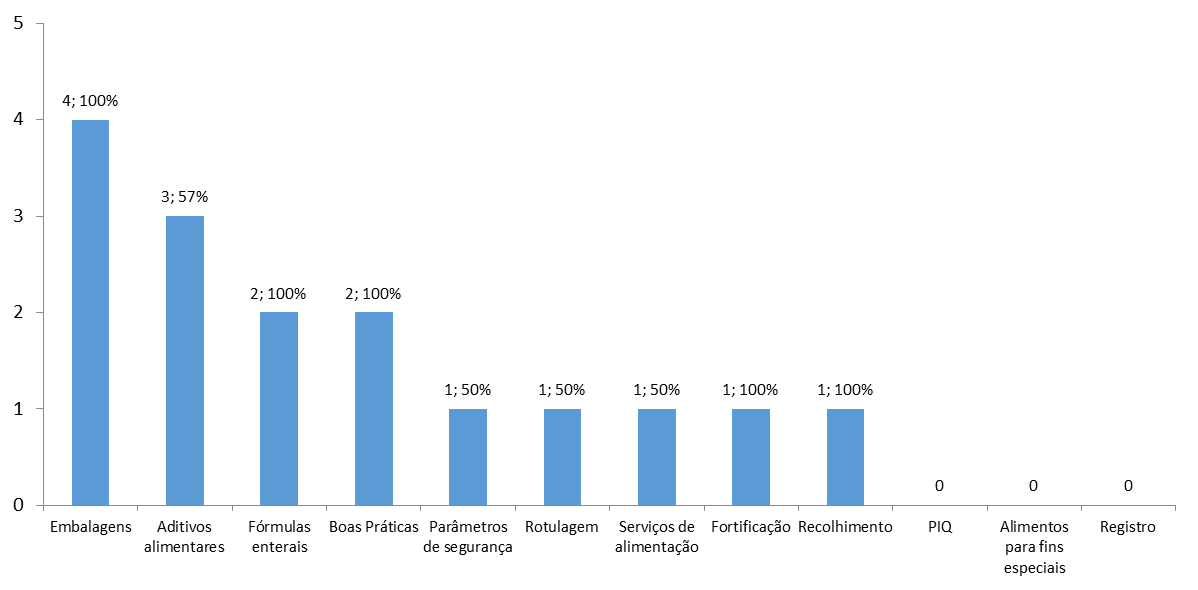 5
4; 100%
4
3; 57%
3
2; 100%
2; 100%
2
1; 50%
1; 50%
1; 50%
1; 100%
1; 100%
1
0
0
0
0
Embalagens
Aditivos
alimentares
Fórmulas
enterais
Boas Práticas
Parâmetros
de segurança
Rotulagem
Serviços de
alimentação
Fortificação
Recolhimento
PIQ
Alimentos
para fins
especiais
Registro